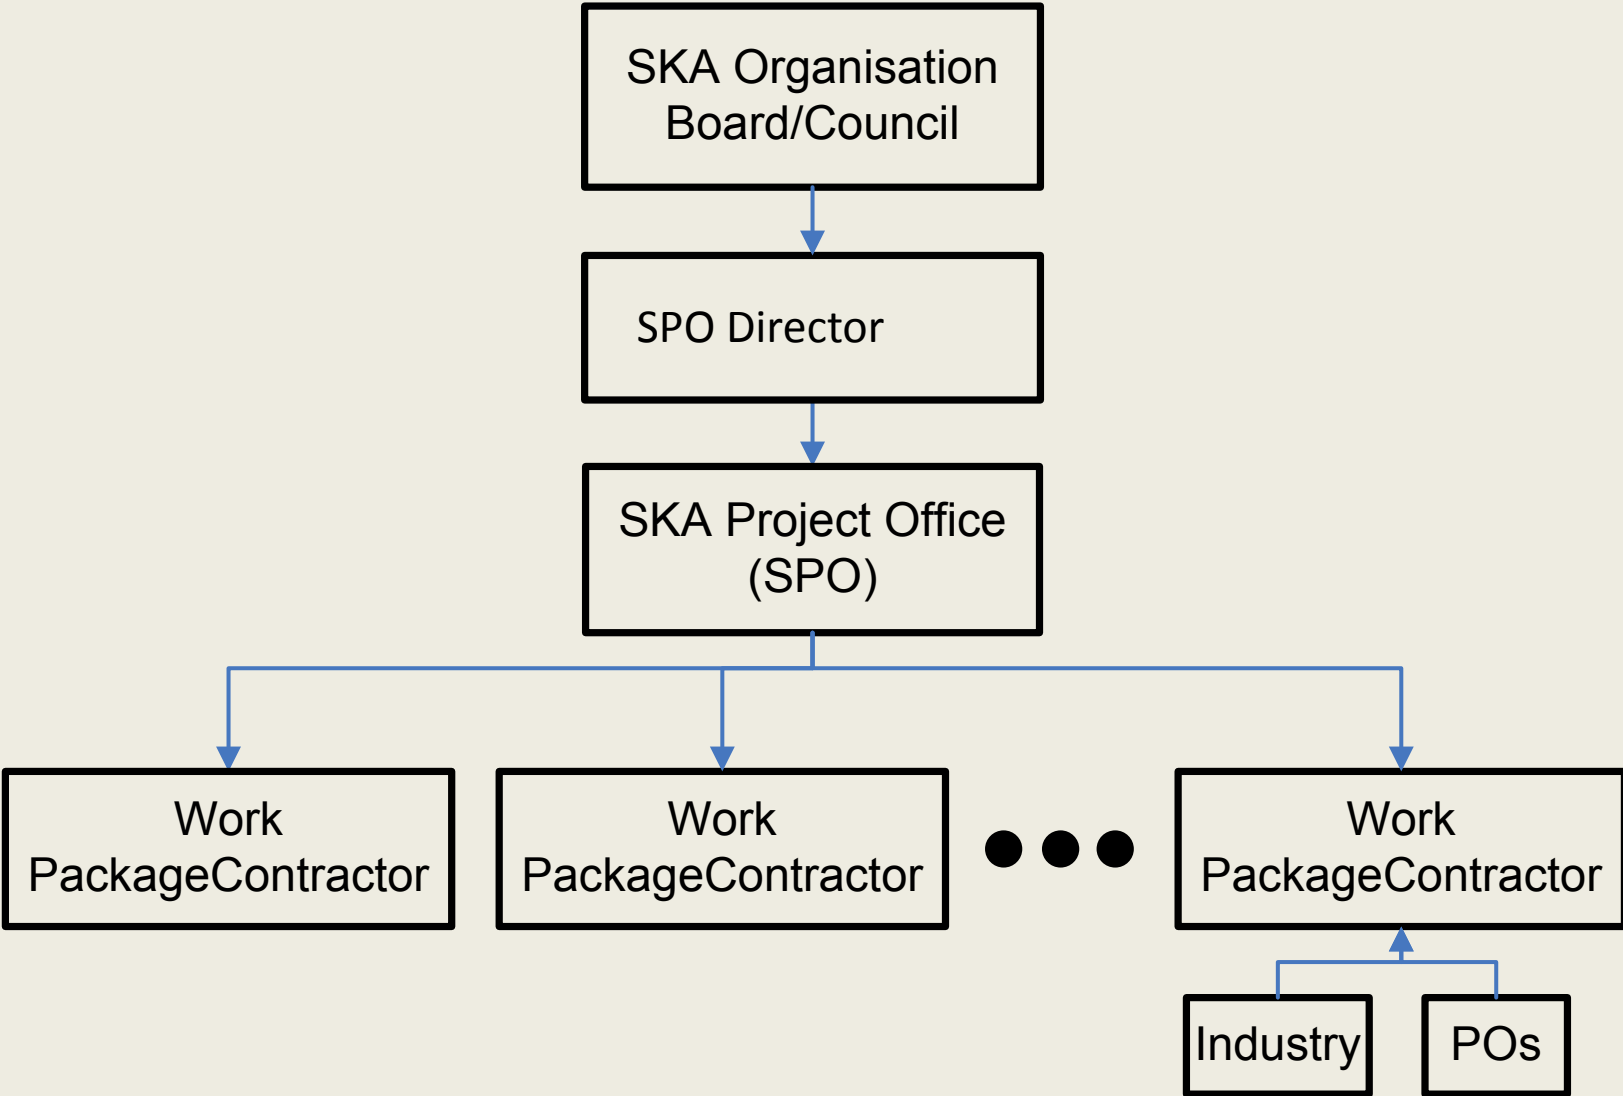 SKA Organisation
Board/Council
SPO Director
SKA Project Office
(SPO)
Work
PackageContractor
Work
PackageContractor
Work
PackageContractor
Industry
POs